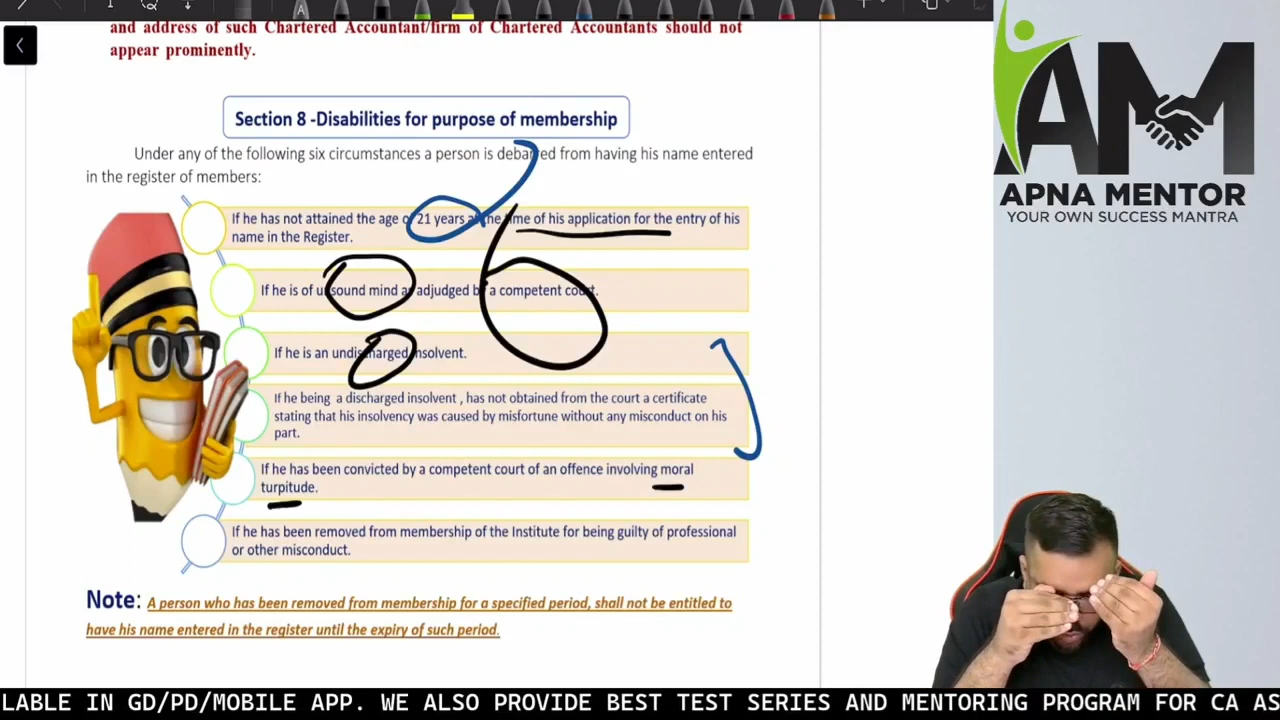 and address of such Chartered Accountant/firm of Chartered Accountants should not
appear prominently.
AM
APNA MENTOR
YOUR OWN SUCCESS MANTRA
Section 8 -Disabilities for purpose of membership
Under any of the following six circumstances a person is debarred from having his name entered
in the register of members:
If he has not attained the age of 21 years at the time of his application for the entry of his
name in the Register.
If he is of unsound mind as adjudged by a competent court.
6
If he is an undischarged insolvent.
If he being a discharged insolvent , has not obtained from the court a certificate
stating that his insolvency was caused by misfortune without any misconduct on his
part.
If he has been convicted by a competent court of an offence involving moral
turpitude.
If he has been removed from membership of the Institute for being guilty of professional
or other misconduct.
Note: A person who has been removed from membership for a specified period, shall not be entitled to
have his name entered in the register until the expiry of such period.
LABLE IN GD/PD/MOBILE APP. WE ALSO PROVIDE BEST TEST SERIES AND MENTORING PROGRAM FOR CA AS